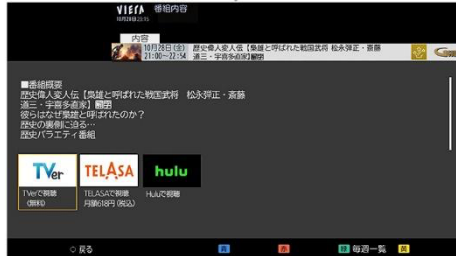 VIErA 番組内容
内容
10月28日(金) 歴史偉人変人伝【梟雄と呼ばれた戦国武将 松永弾正・斎藤
21:00～22:54 道三・宇喜多直家】
■番組概要
歴史偉人変人伝【梟雄と呼ばれた戦国武将 松永弾正・斎藤
道三・宇喜多直家】
彼らはなぜ梟雄と呼ばれたのか？
歴史の裏側に迫る…
歴史バラエティ番組
TVer TELASA hulu
TVerで視聴 TELASAで視聴 Huluで視聴
(無料) 月額618円(税込)
戻る 青 赤 緑 毎週一覧 黄